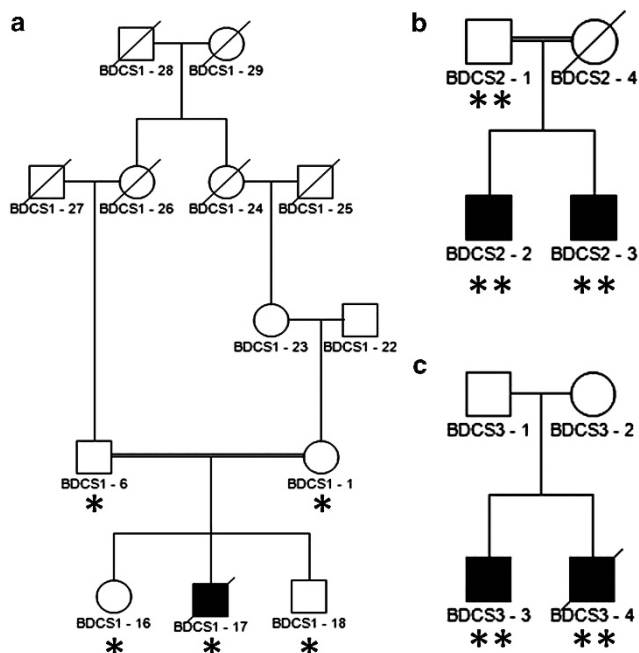 a
BDCS1 - 28 BDCS1 - 29
BDCS1 - 27 BDCS1 - 26 BDCS1 - 24 BDCS1 - 25
BDCS1 - 23 BDCS1 - 22
BDCS1 - 6 BDCS1 - 1
* *
BDCS1 - 16 BDCS1 - 17 BDCS1 - 18
* * *
b
BDCS2 - 1 BDCS2 - 4
**
BDCS2 - 2 BDCS2 - 3
** **
c
BDCS3 - 1 BDCS3 - 2
BDCS3 - 3 BDCS3 - 4
** **